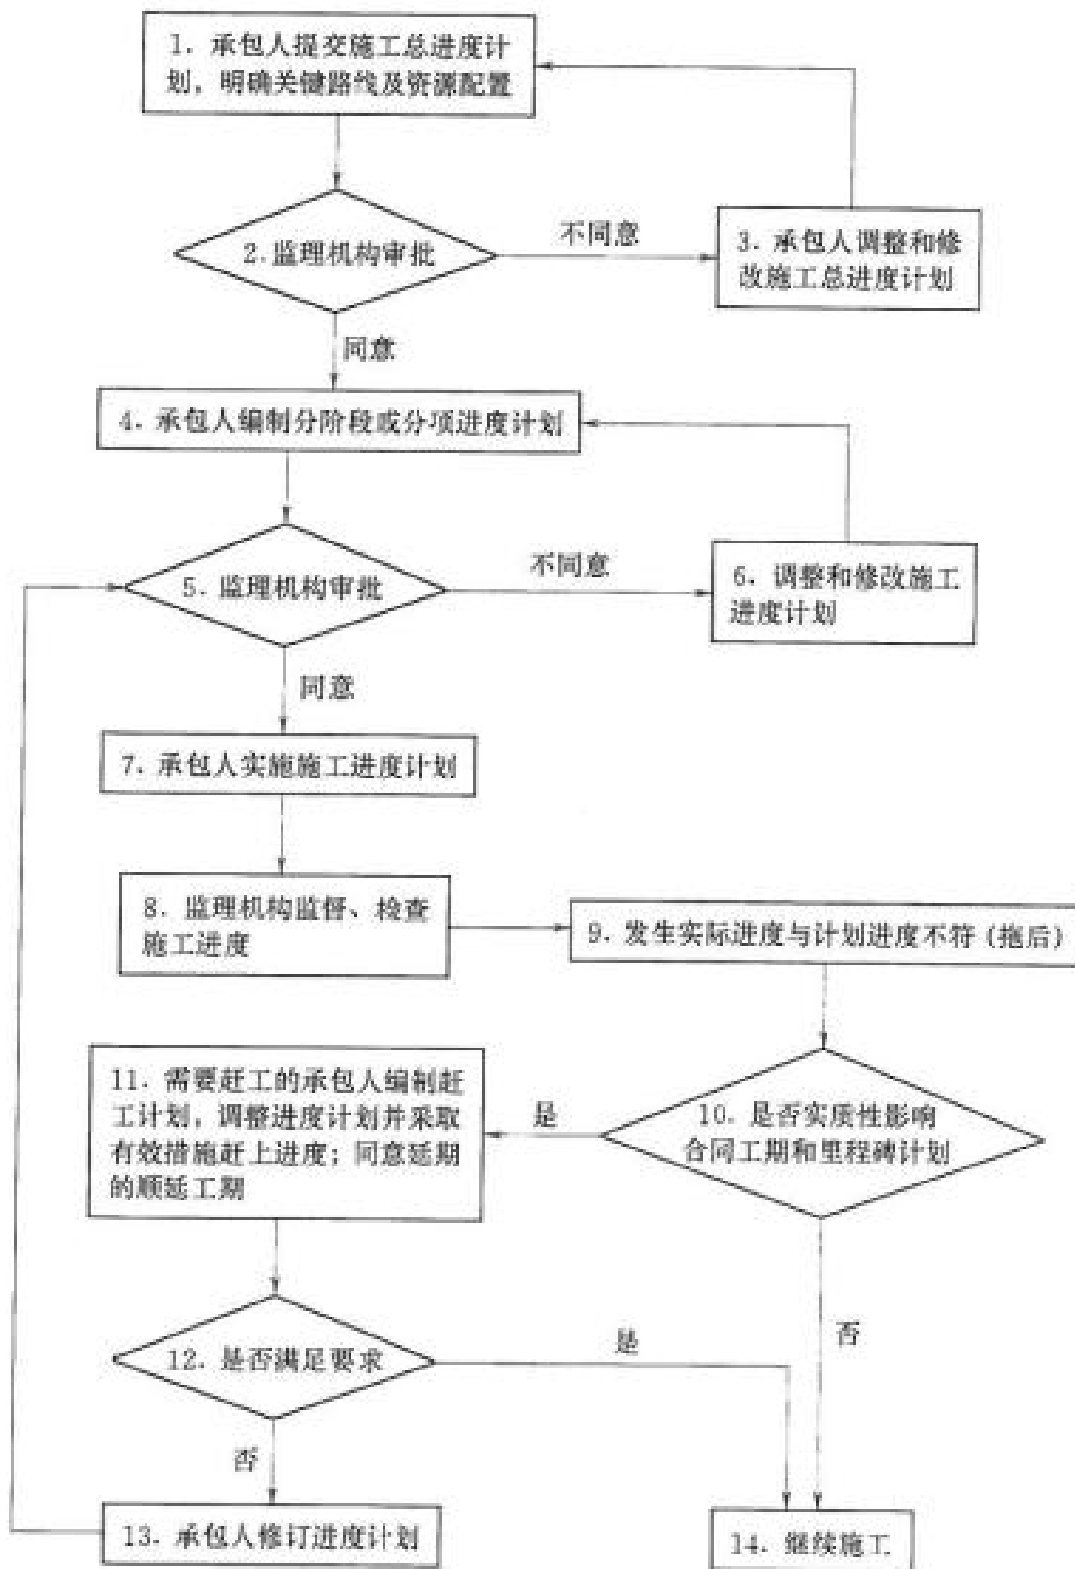 1. 承包人提交施工总进度计
划，明确关键路线及资源配置
2.监理机构审批
不同意
3. 承包人调整和修
改施工总进度计划
同意
4. 承包人编制分阶段或分项进度计划
5. 监理机构审批
不同意
6. 调整和修改施工
进度计划
同意
7. 承包人实施施工进度计划
8. 监理机构监督、检查
施工进度
9. 发生实际进度与计划进度不符（拖后）
10. 是否实质性影响
合同工期和里程碑计划
是
11. 需要赶工的承包人编制赶
工计划，调整进度计划并采取
有效措施赶上进度；同意延期
的顺延工期
12. 是否满足要求
是
否
否
13. 承包人修订进度计划
14. 继续施工